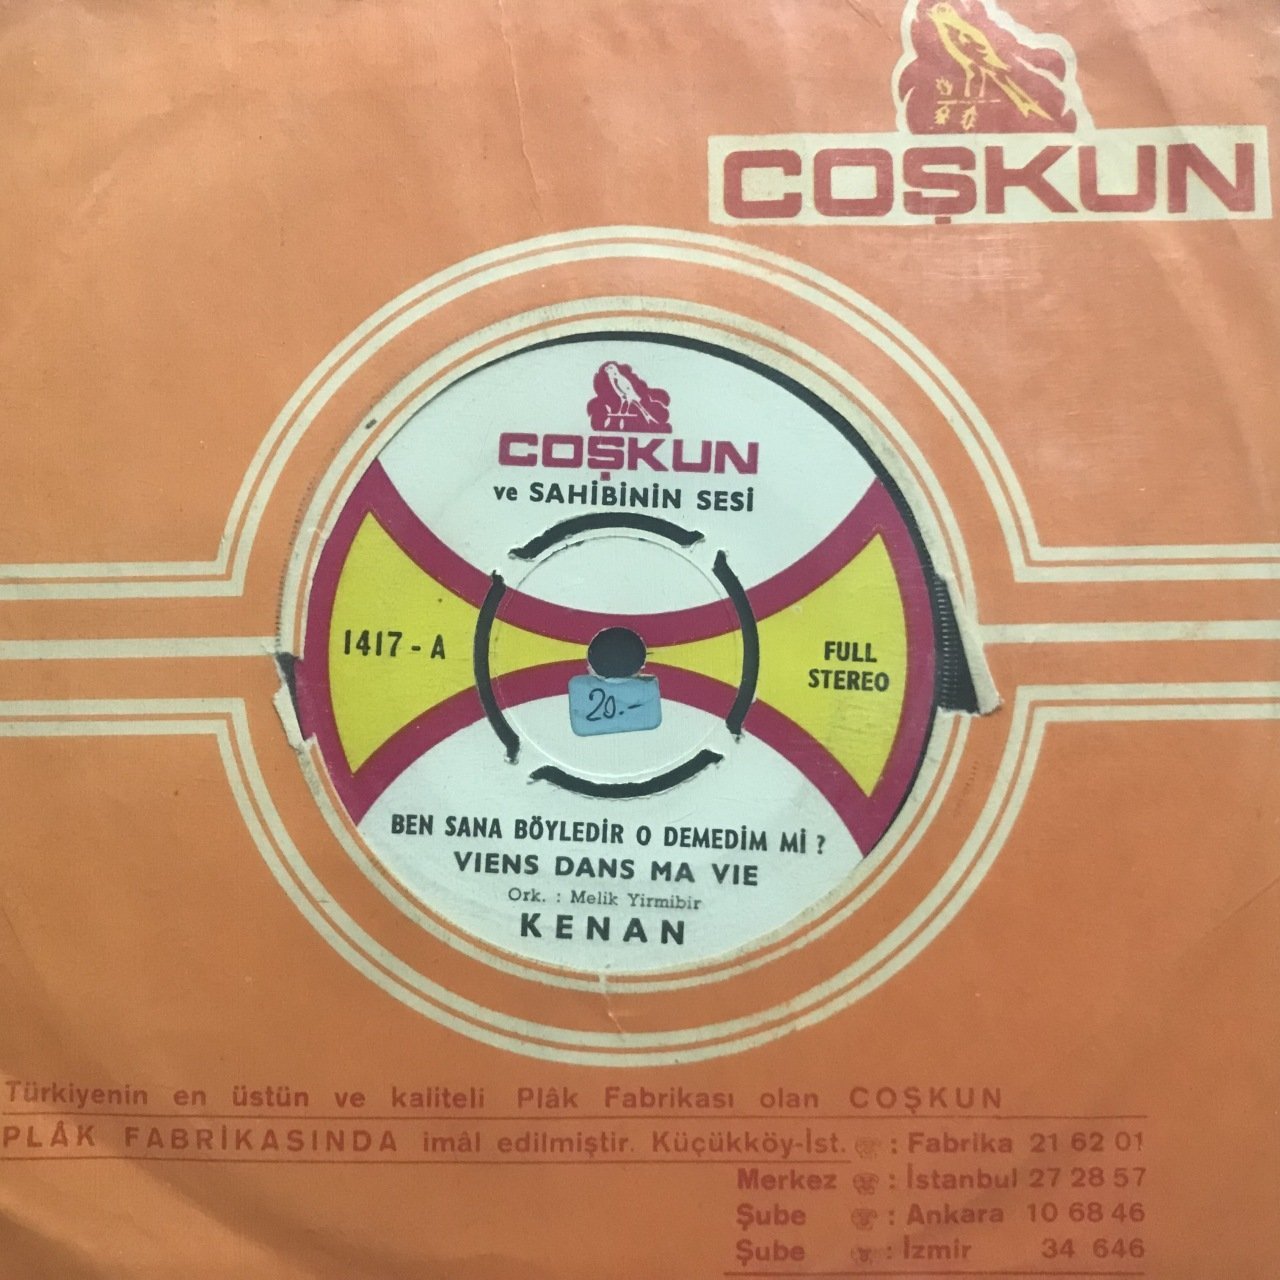 COŞKUN
COŞKUN
ve SAHİBİNİN SESİ
1417 - A
FULL
STEREO
20.-
BEN SANA BÖYLEDİR O DEMEDİM Mİ ?
VIENS DANS MA VIE
Ork. : Melik Yirmibir
KENAN
Türkiyenin en üstün ve kaliteli Plâk Fabrikası olan COŞKUN
PLÂK FABRİKASINDA imâl edilmiştir. Küçükköy-İst. ☎ : Fabrika 21 62 01
Merkez ☎ : İstanbul 27 28 57
Şube ☎ : Ankara 10 68 46
Şube ☎ : İzmir 34 646